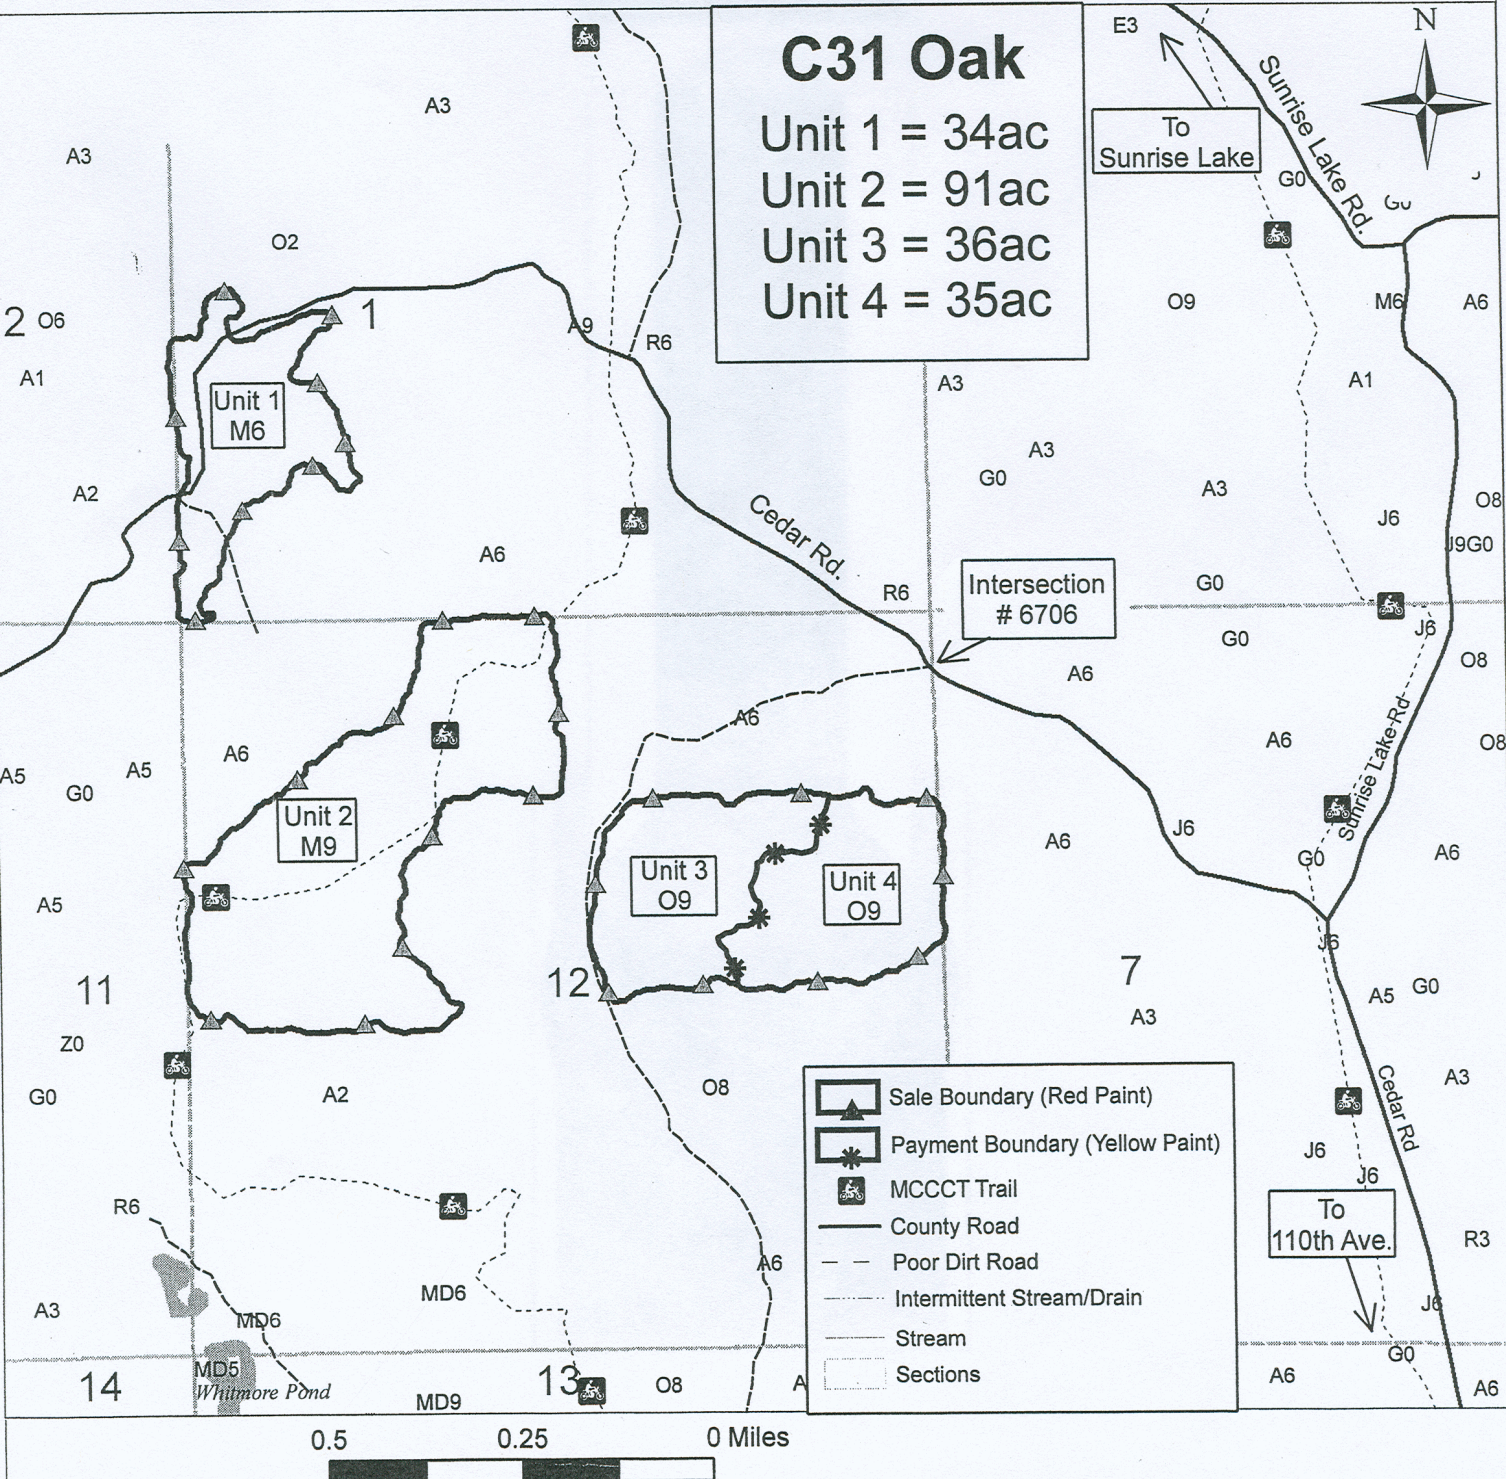 C31 Oak
Unit 1 = 34ac
Unit 2 = 91ac
Unit 3 = 36ac
Unit 4 = 35ac
E3
N
To
Sunrise Lake
Sunrise Lake Rd.
A3
A3
G0
O2
O9
M6
A6
2
O6
1
A9
R6
A1
A3
A1
Unit 1
M6
A3
G0
A3
A2
O8
J6
Cedar Rd.
J9G0
A6
Intersection
# 6706
R6
G0
J6
G0
O8
A6
A6
A6
O8
A5
A5
A6
G0
Sunrise Lake Rd
Unit 2
M9
J6
A6
G0
A6
Unit 3
O9
Unit 4
O9
A5
J6
11
12
7
A5
G0
A3
Z0
G0
A2
O8
A3
Cedar Rd
Sale Boundary (Red Paint)
Payment Boundary (Yellow Paint)
MCCCT Trail
County Road
Poor Dirt Road
Intermittent Stream/Drain
Stream
Sections
J6
J6
To
110th Ave.
R6
R3
A6
A3
MD6
MD6
J6
G0
MD5
Whitmore Pond
14
13
O8
MD9
A6
A6
0.5
0.25
0 Miles